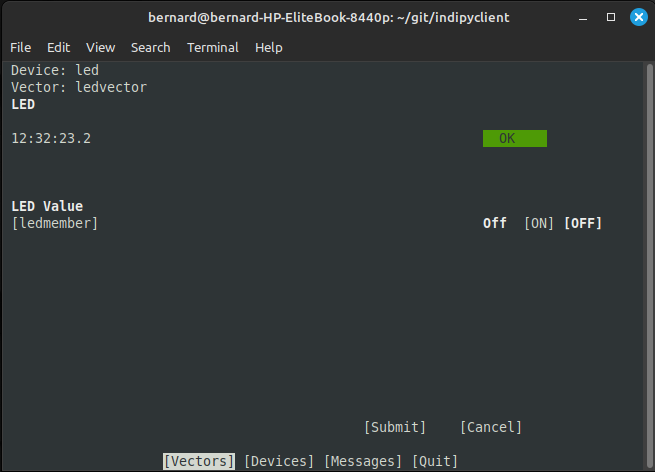 bernard@bernard-HP-EliteBook-8440p: ~/git/indipyclient
File Edit View Search Terminal Help
Device: led
Vector: ledvector
LED
12:32:23.2 OK
LED Value
[ledmember] Off [ON] [OFF]
[Submit] [Cancel]
[Vectors] [Devices] [Messages] [Quit]